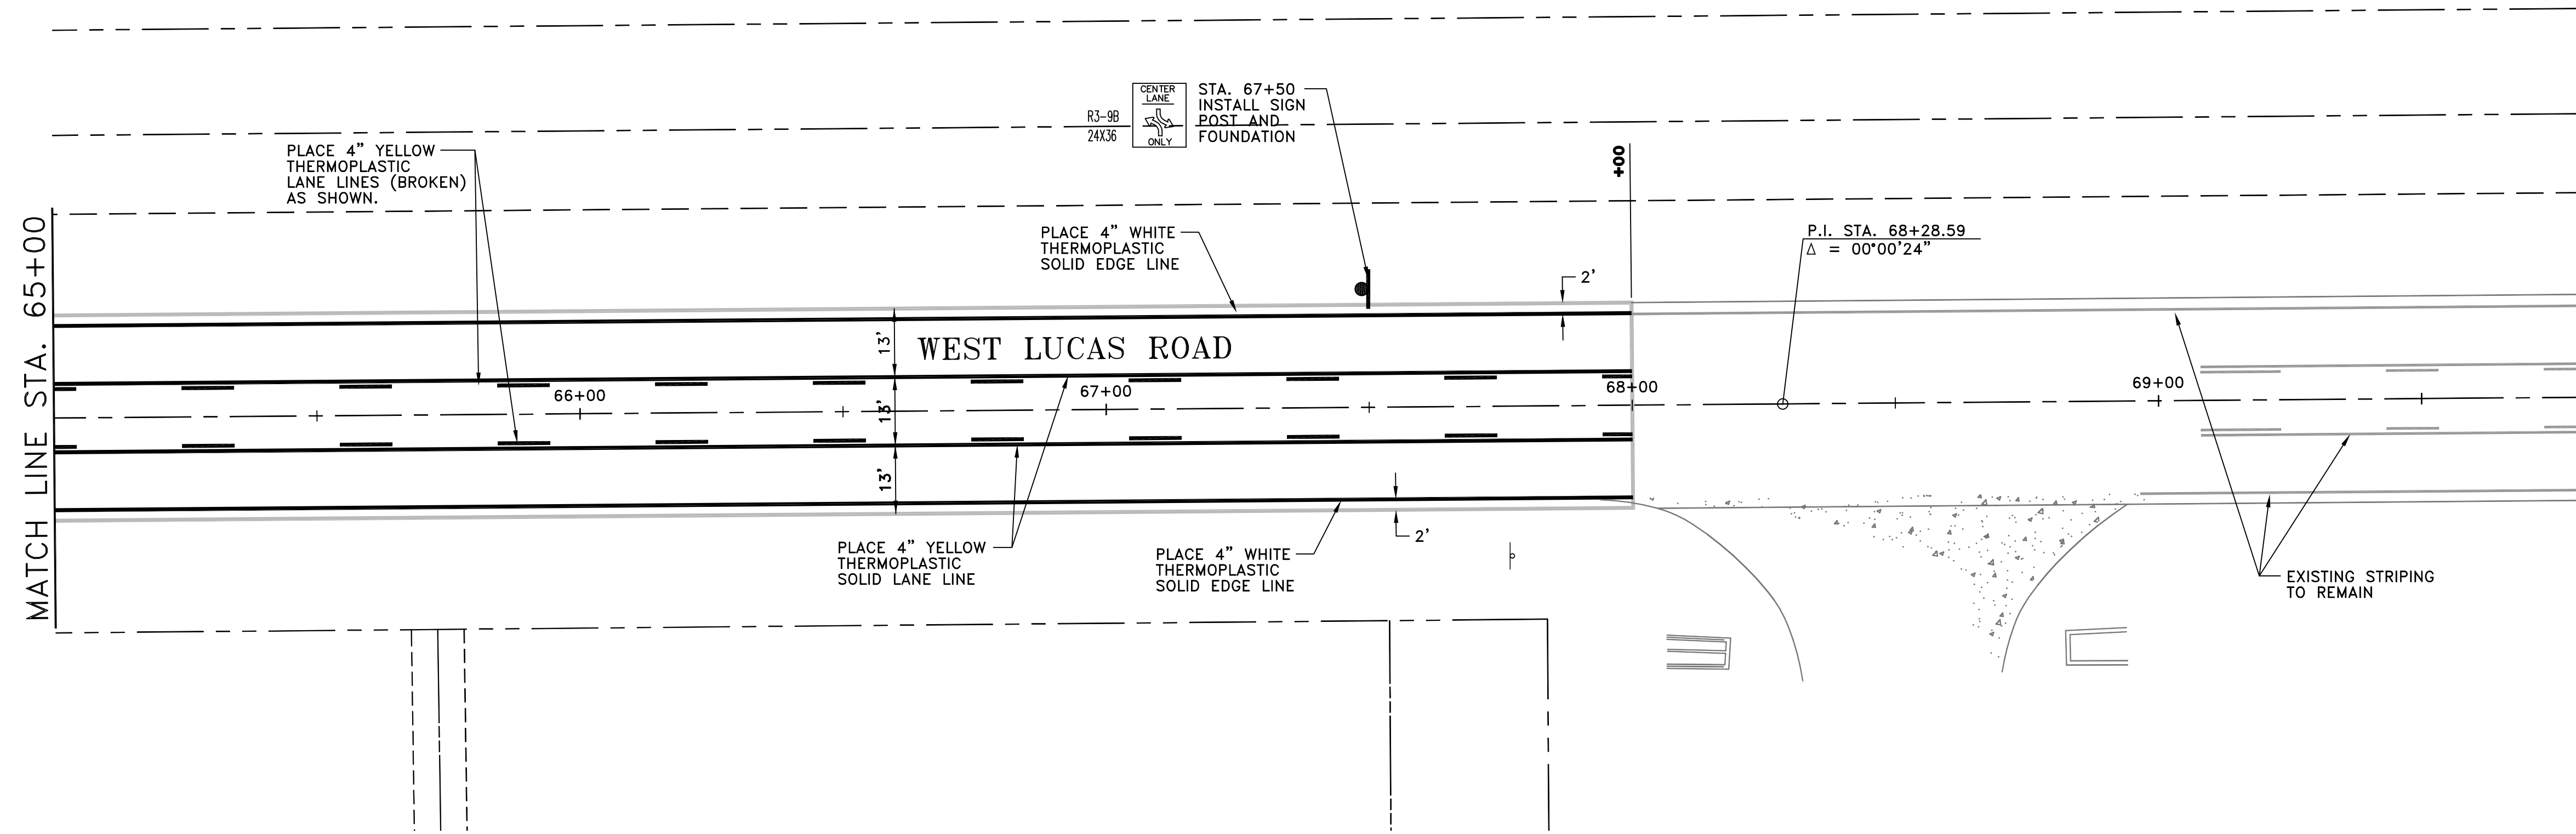 MATCH LINE STA. 65+00
PLACE 4" YELLOW
THERMOPLASTIC
LANE LINES (BROKEN)
AS SHOWN.
R3-9B
24X36
CENTER
LANE
ONLY
STA. 67+50
INSTALL SIGN
POST AND
FOUNDATION
PLACE 4" WHITE
THERMOPLASTIC
SOLID EDGE LINE
+00
2'
P.I. STA. 68+28.59
Δ = 00°00'24"
13'
WEST LUCAS ROAD
13'
13'
66+00
67+00
68+00
69+00
PLACE 4" YELLOW
THERMOPLASTIC
SOLID LANE LINE
PLACE 4" WHITE
THERMOPLASTIC
SOLID EDGE LINE
2'
EXISTING STRIPING
TO REMAIN